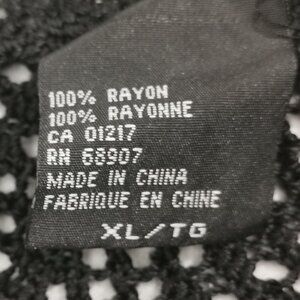 100% RAYON
100% RAYONNE
CA 01217
RN 68907
MADE IN CHINA
FABRIQUE EN CHINE
XL/TG